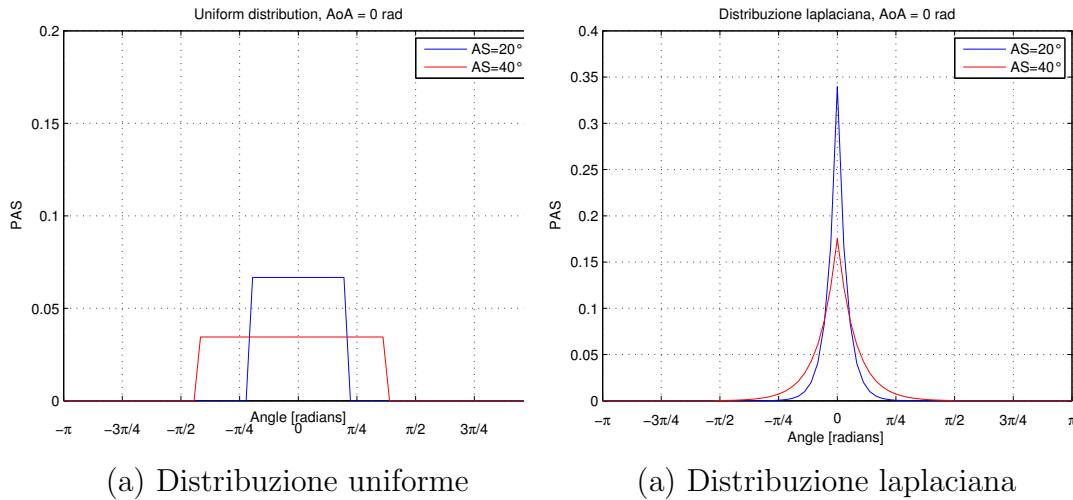 Uniform distribution, AoA = 0 rad
AS=20°
AS=40°
0.2
0.15
0.1
0.05
0
PAS
−π
−3π/4
−π/2
−π/4
0
π/4
π/2
3π/4
Angle [radians]
(a) Distribuzione uniforme
Distribuzione laplaciana, AoA = 0 rad
AS=20°
AS=40°
0.4
0.35
0.3
0.25
0.2
0.15
0.1
0.05
0
PAS
−π
−3π/4
−π/2
−π/4
0
π/4
π/2
3π/4
π
Angle [radians]
(a) Distribuzione laplaciana